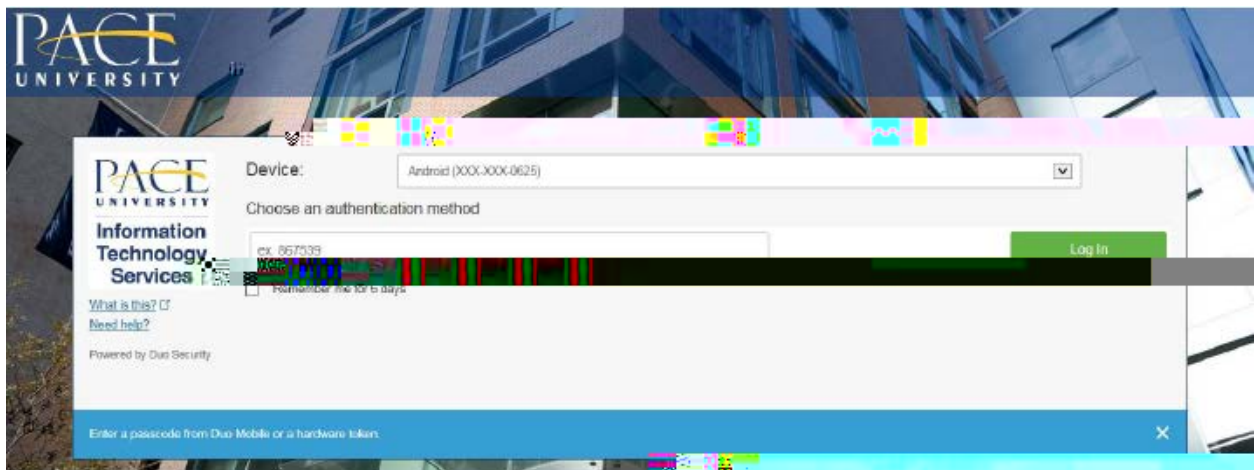 PACE
UNIVERSITY
PACE
UNIVERSITY
Information
Technology
Services
What is this?
Need help?
Powered by Duo Security
Device:
Android (XXX-XXX-0625)
Choose an authentication method
ex. 867539
Log In
Remember me for 6 days
Enter a passcode from Duo Mobile or a hardware token.